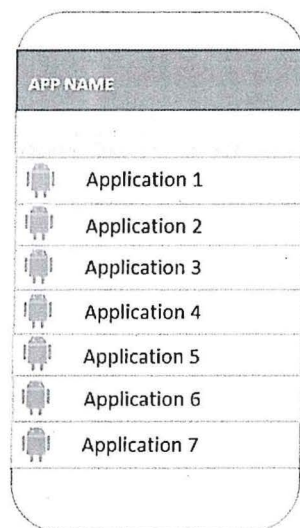 APP NAME
Application 1
Application 2
Application 3
Application 4
Application 5
Application 6
Application 7